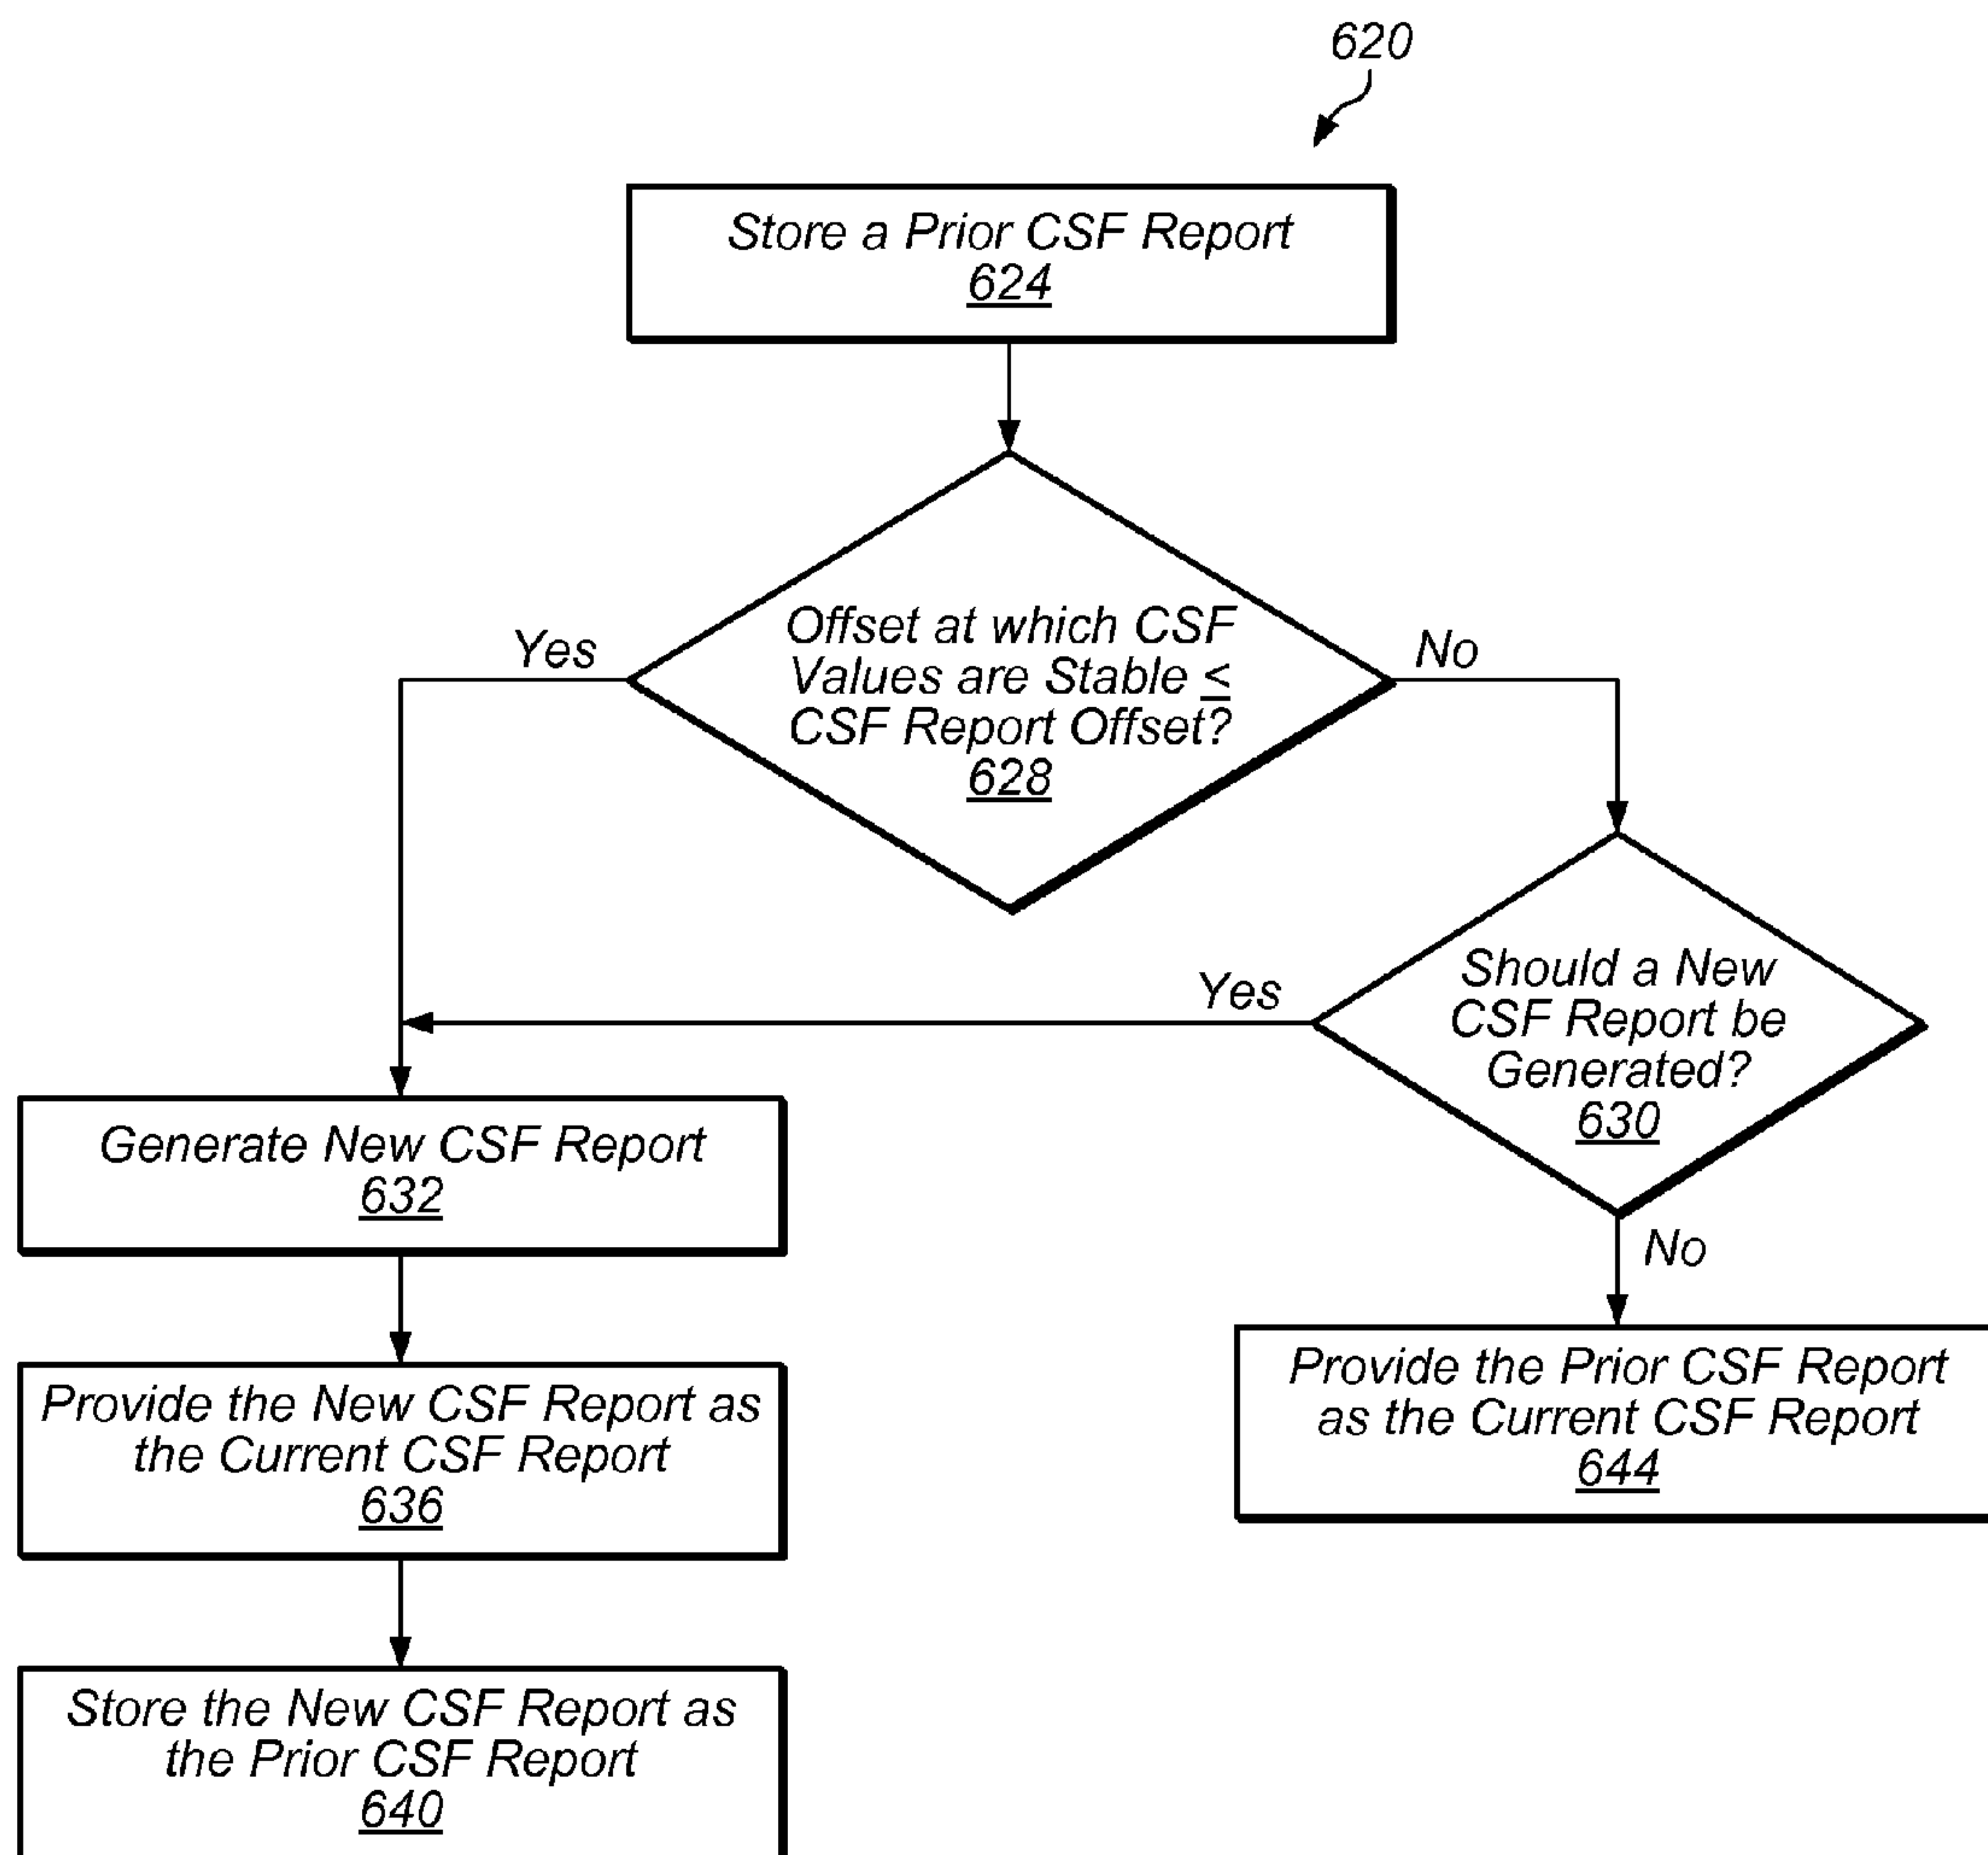 620
Store a Prior CSF Report
624
Offset at which CSF
Values are Stable ≤
CSF Report Offset?
628
Yes
No
Should a New
CSF Report be
Generated?
630
Yes
No
Generate New CSF Report
632
Provide the New CSF Report as
the Current CSF Report
636
Provide the Prior CSF Report
as the Current CSF Report
644
Store the New CSF Report as
the Prior CSF Report
640